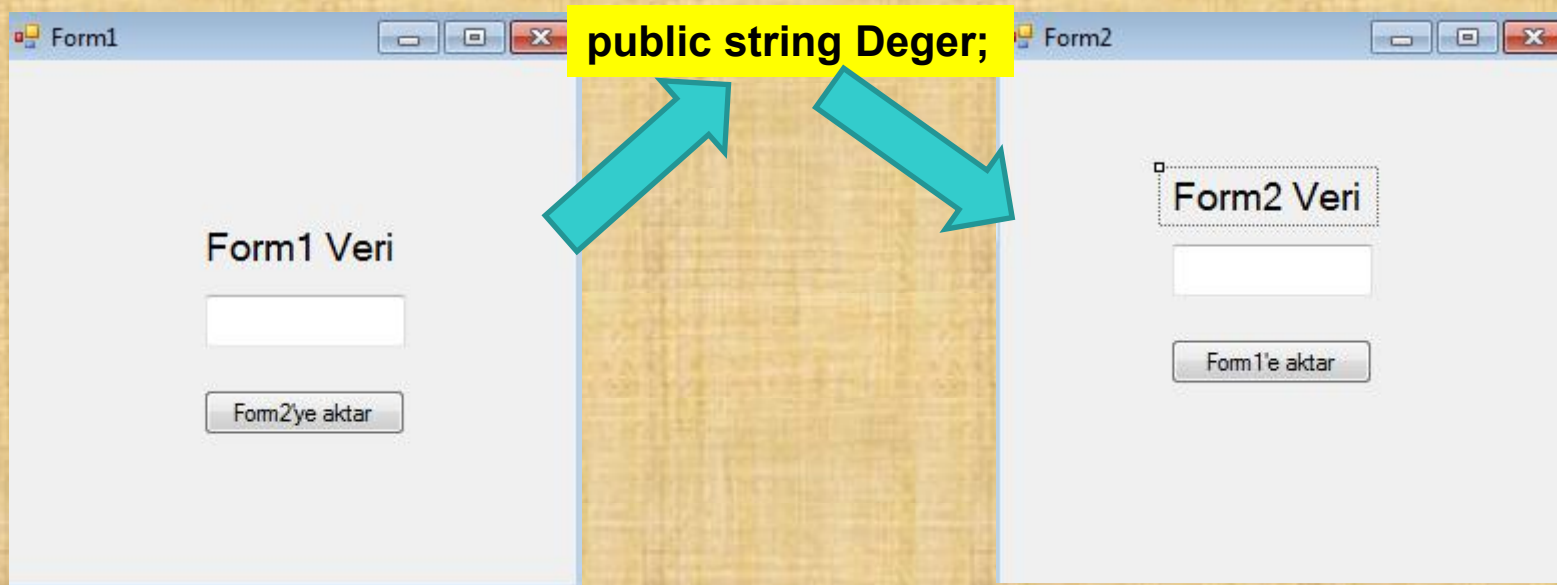 Form1
public string Deger;
Form2
Form1 Veri
Form2'ye aktar
Form2 Veri
Form1'e aktar